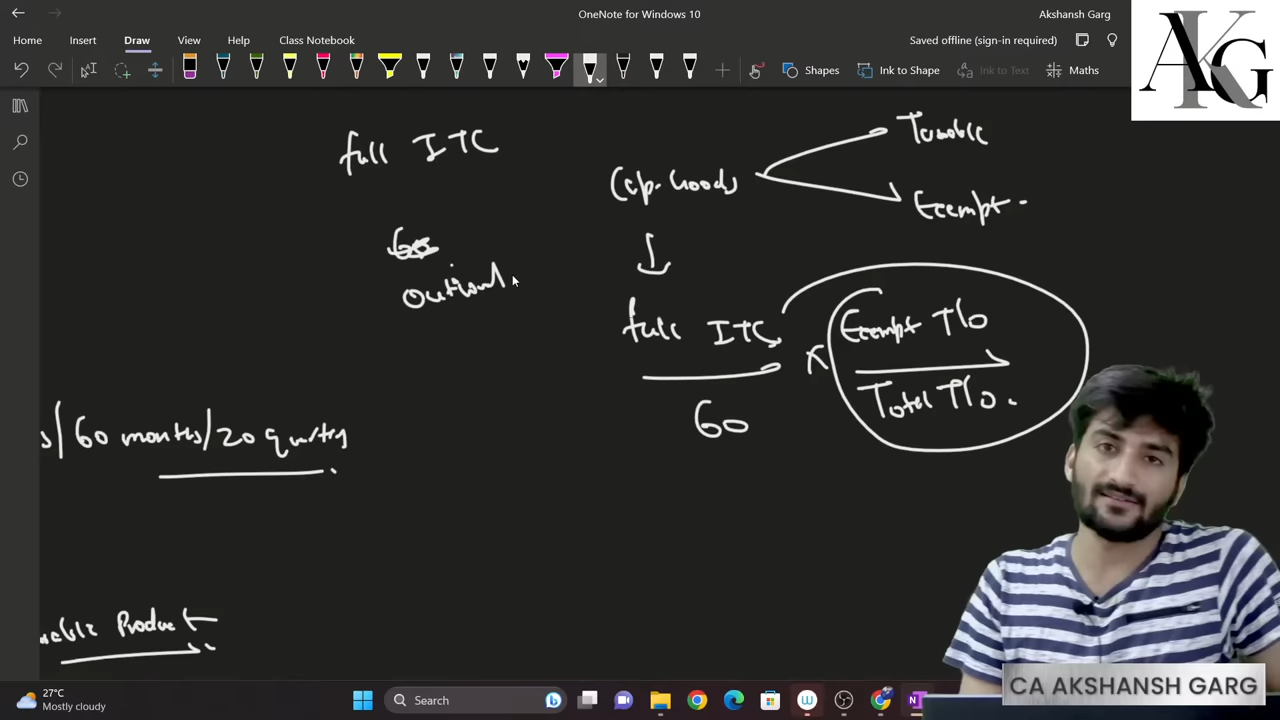 OneNote for Windows 10
Akshansh Garg
Home Insert Draw View Help Class Notebook
Saved offline (sign-in required)
Shapes
Ink to Shape
Ink to Text
Maths
AKG
full ITC
Cap. Goods
Taxable
Exempt.
60
full ITC × Exempt T/o
60
Total T/o.
s/60 months/20 quarters
Product
27°C
Mostly cloudy
Search
CA AKSHANSH GARG